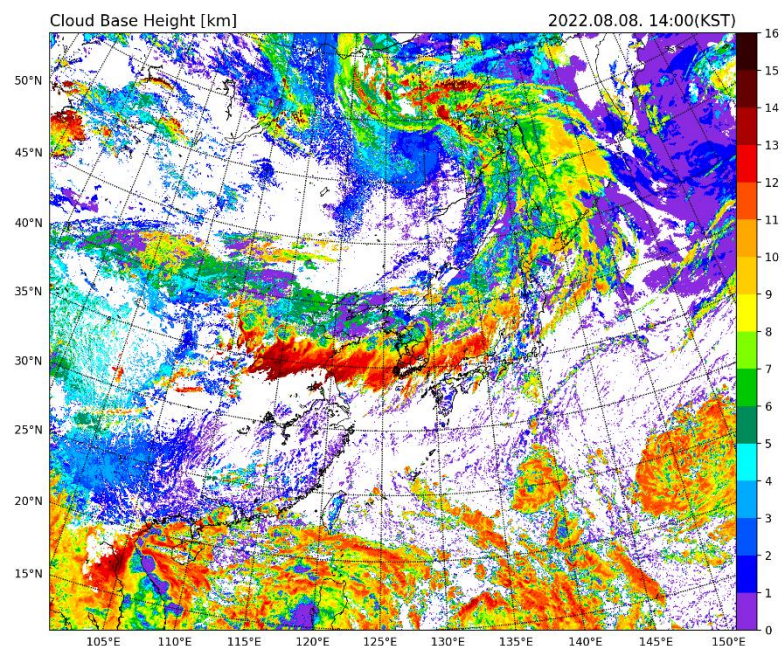 Cloud Base Height [km]
2022.08.08. 14:00(KST)
50°N
45°N
40°N
35°N
30°N
25°N
20°N
15°N
105°E
110°E
115°E
120°E
125°E
130°E
135°E
140°E
145°E
150°E
16
15
14
13
12
11
10
9
8
7
6
5
4
3
2
1
0